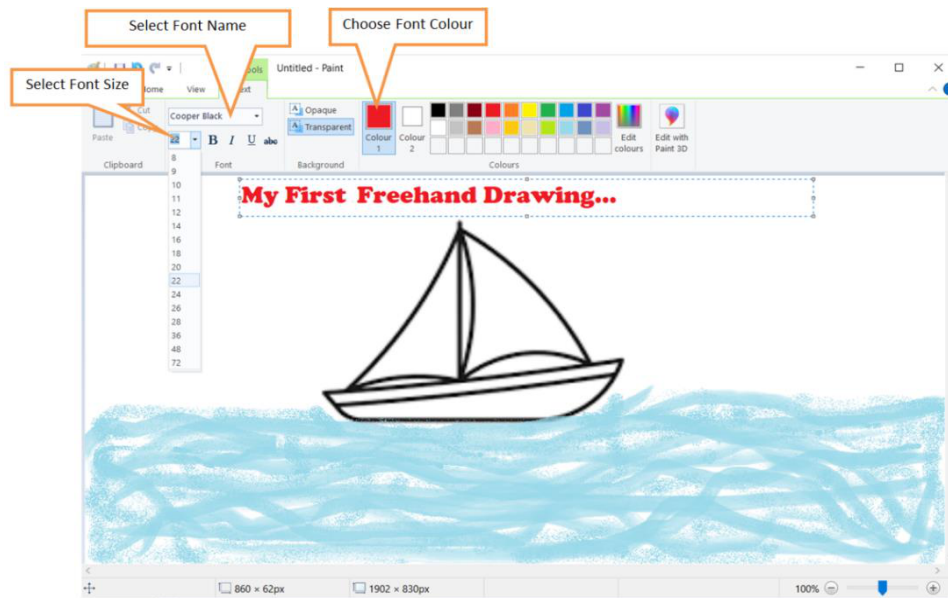 Select Font Name
Choose Font Colour
Select Font Size
Untitled - Paint
View
Cut
Paste
Cooper Black
22
B I U abc
Opaque
Transparent
Colour 1
Colour 2
Edit colours
Edit with Paint 3D
Clipboard
Font
Background
Colours
8
9
10
11
12
14
16
18
20
22
24
26
28
36
48
72
My First Freehand Drawing...
860 × 62px
1902 × 830px
100%